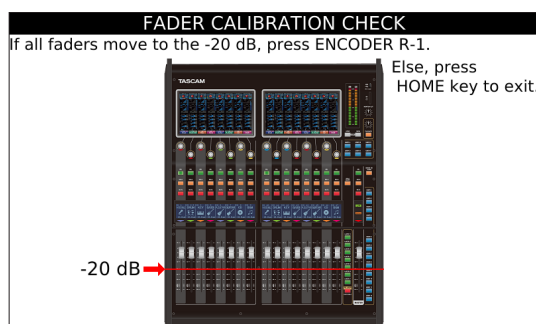 FADER CALIBRATION CHECK
If all faders move to the -20 dB, press ENCODER R-1.
Else, press
HOME key to exit.
TASCAM
-20 dB